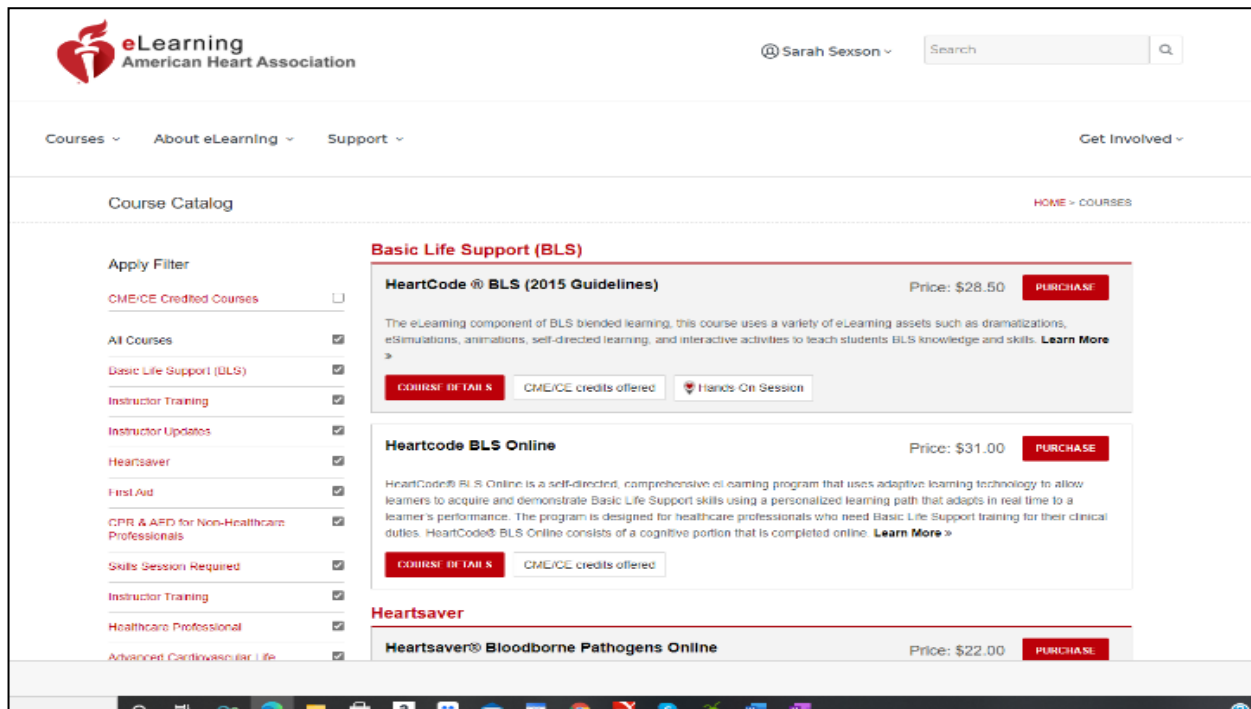 eLearning
American Heart Association
Sarah Sexson
Search
Courses
About eLearning
Support
Get Involved
Course Catalog
HOME > COURSES
Apply Filter
CME/CE Credited Courses
All Courses
Basic Life Support (BLS)
Instructor Training
Instructor Updates
Heartsaver
First Aid
CPR & AED for Non-Healthcare
Professionals
Skills Session Required
Instructor Training
Healthcare Professional
Advanced Cardiovascular Life
Basic Life Support (BLS)
HeartCode ® BLS (2015 Guidelines)
Price: $28.50
PURCHASE
The eLearning component of BLS blended learning, this course uses a variety of eLearning assets such as dramatizations,
eSimulations, animations, self-directed learning, and interactive activities to teach students BLS knowledge and skills. Learn More
»
COURSE DETAILS
CME/CE credits offered
Hands On Session
Heartcode BLS Online
Price: $31.00
PURCHASE
HeartCode® BLS Online is a self-directed, comprehensive eLearning program that uses adaptive learning technology to allow
learners to acquire and demonstrate Basic Life Support skills using a personalized learning path that adapts in real time to a
learner's performance. The program is designed for healthcare professionals who need Basic Life Support training for their clinical
duties. HeartCode® BLS Online consists of a cognitive portion that is completed online. Learn More »
COURSE DETAILS
CME/CE credits offered
Heartsaver
Heartsaver® Bloodborne Pathogens Online
Price: $22.00
PURCHASE